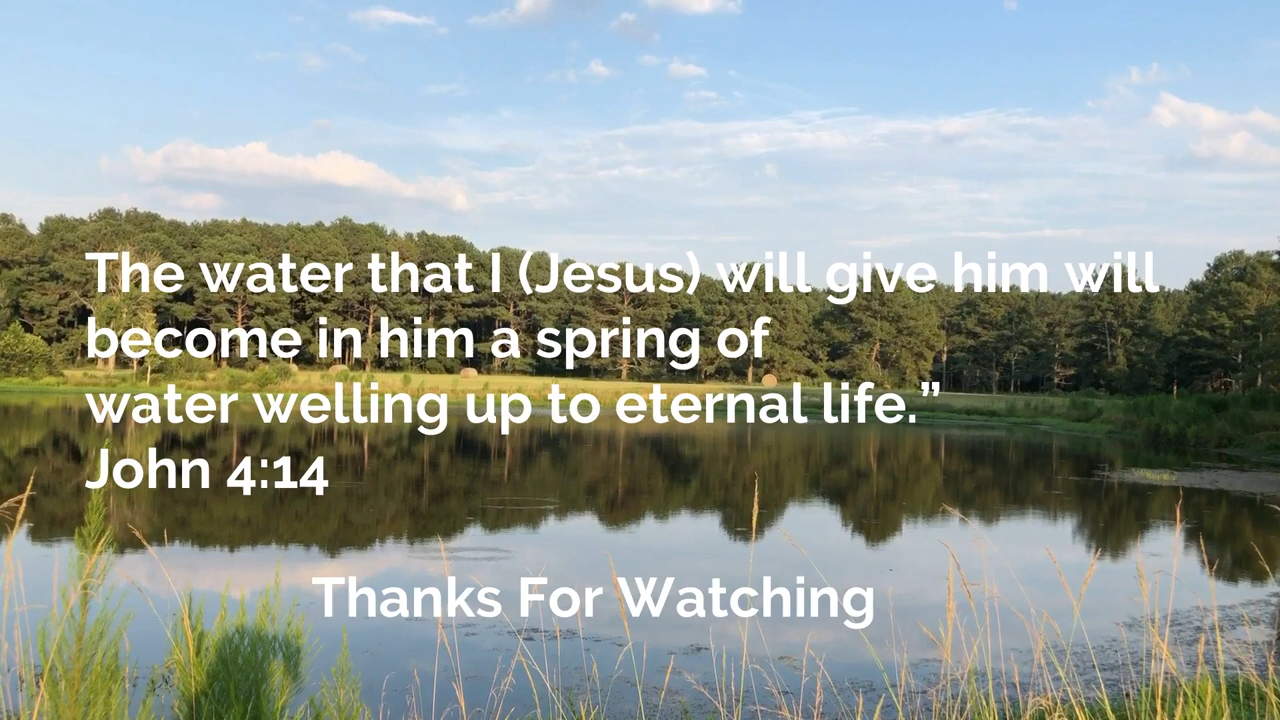 The water that I (Jesus) will give him will
become in him a spring of
water welling up to eternal life.”
John 4:14
Thanks For Watching